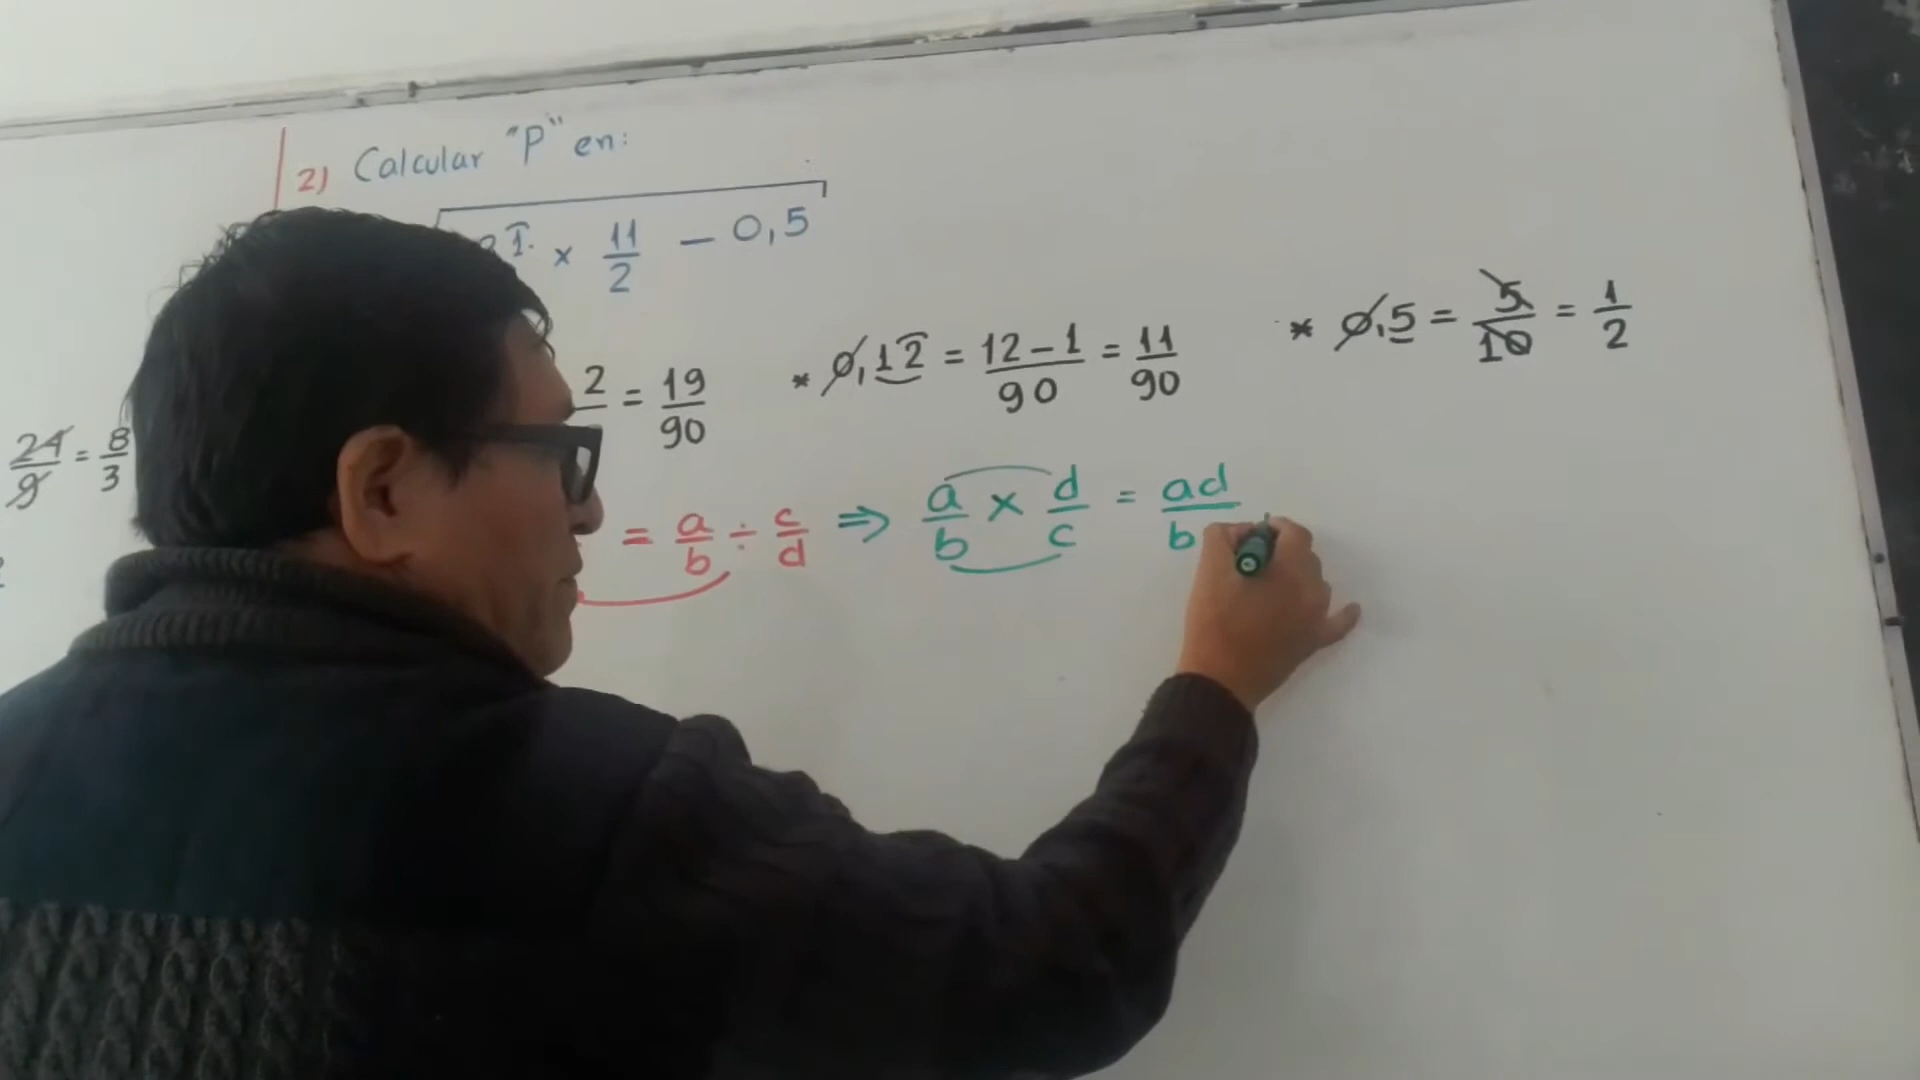 2) Calcular "P" en:
1̂ × 11/2 − 0,5
24/9 = 8/3
2 = 19/90
* 0,12̂ = 12−1/90 = 11/90
* 0,5 = 5/10 = 1/2
= a/b ÷ c/d ⇒ a/b × d/c = ad/b